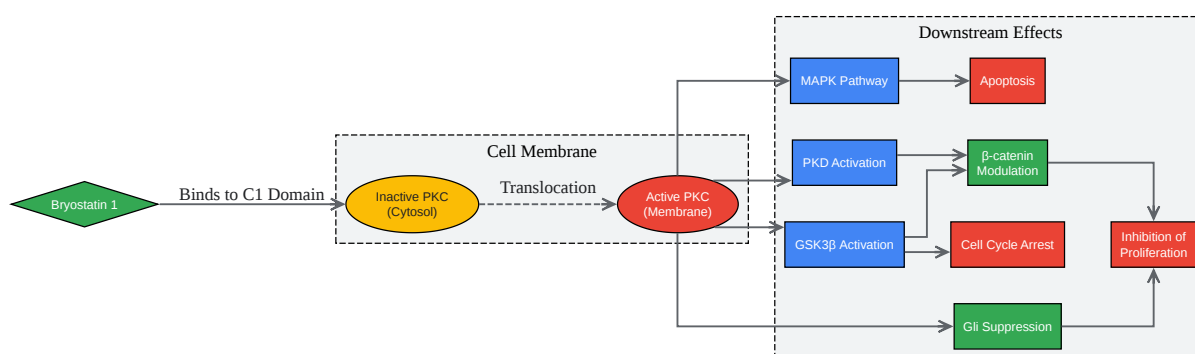 Downstream Effects
MAPK Pathway
Apoptosis
Cell Membrane
PKD Activation
β-catenin
Modulation
Bryostatin 1
Binds to C1 Domain
Inactive PKC
(Cytosol)
Translocation
Active PKC
(Membrane)
GSK3β Activation
Cell Cycle Arrest
Inhibition of
Proliferation
Gli Suppression